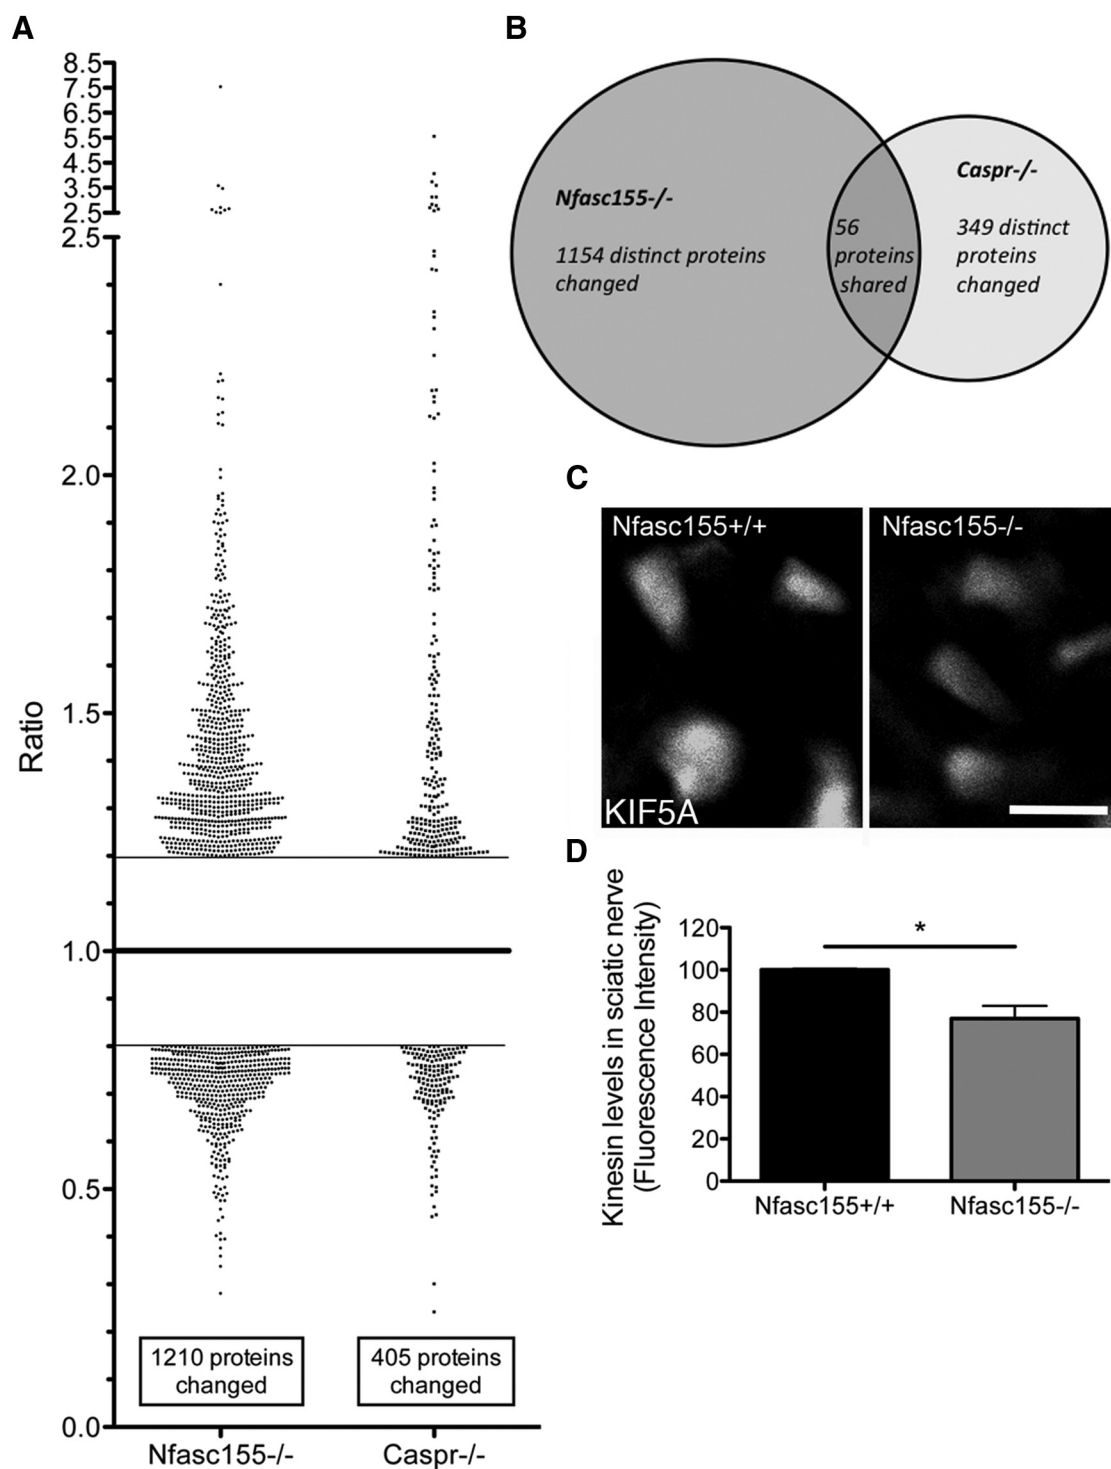 A
8.5
7.5
6.5
5.5
4.5
3.5
2.5
2.5
2.0
1.5
1.0
0.5
0.0
Ratio
1210 proteins
changed
405 proteins
changed
Nfasc155-/-
Caspr-/-
B
Nfasc155-/-
1154 distinct proteins
changed
56
proteins
shared
Caspr-/-
349 distinct
proteins
changed
C
Nfasc155+/+
Nfasc155-/-
KIF5A
D
Kinesin levels in sciatic nerve
(Fluorescence Intensity)
120
100
80
60
40
20
0
*
Nfasc155+/+
Nfasc155-/-